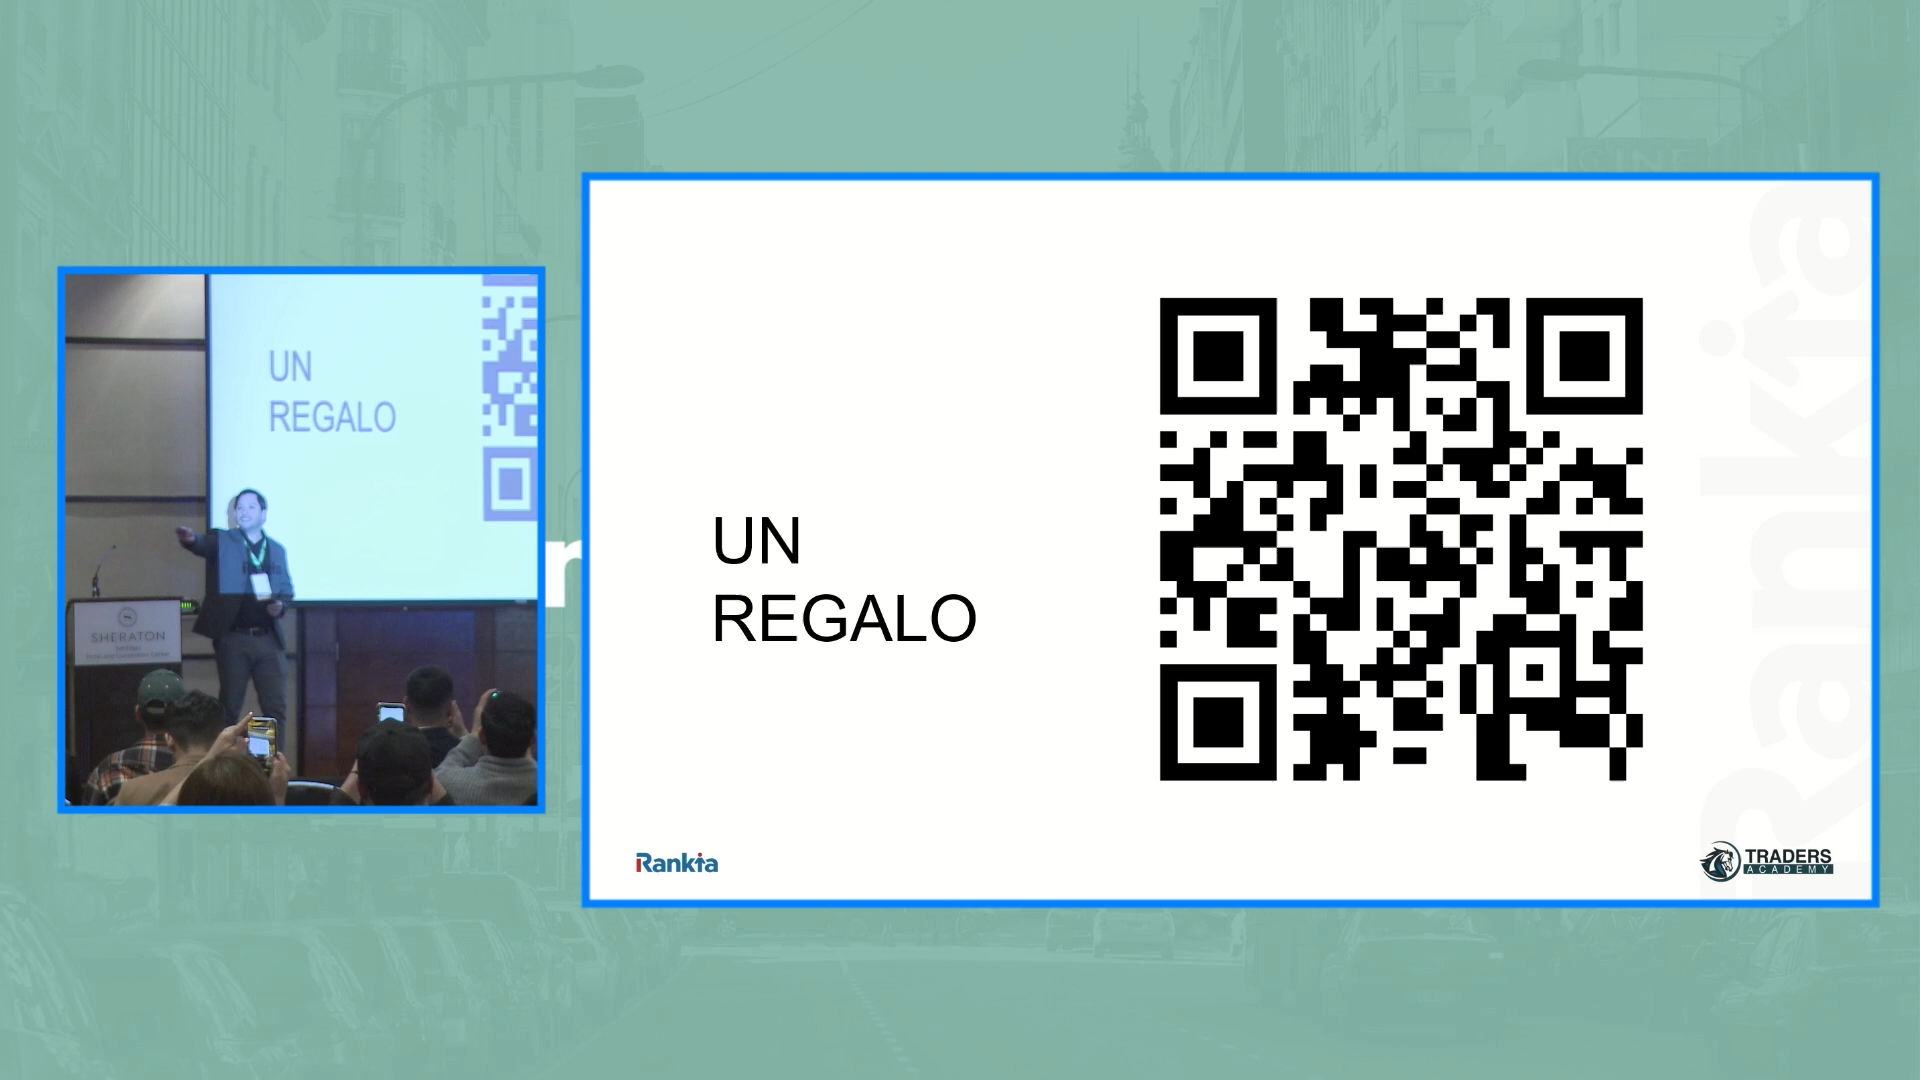 UN
REGALO
SHERATON
UN
REGALO
Rankia
Rankia
TRADERS
ACADEMY